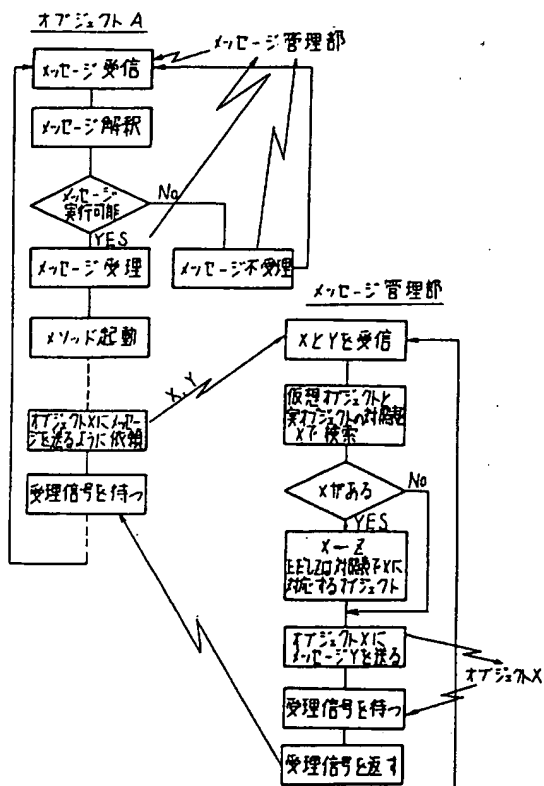 オブジェクトA
メッセージ管理部
メッセージ受信
メッセージ解釈
メッセージ
実行可能
No
YES
メッセージ受理
メッセージ不受理
メソッド起動
オブジェクトXにメッセー
ジを送るように依頼
受理信号を待つ
X,Y
メッセージ管理部
XとYを受信
仮想オブジェクトと
実オブジェクトの対照表を
Xで検索
Xがある
No
YES
X←Z
ただしZは対照表でXに
対応するオブジェクト
オブジェクトXに
メッセージYを送る
オブジェクトX
受理信号を待つ
受理信号を返す